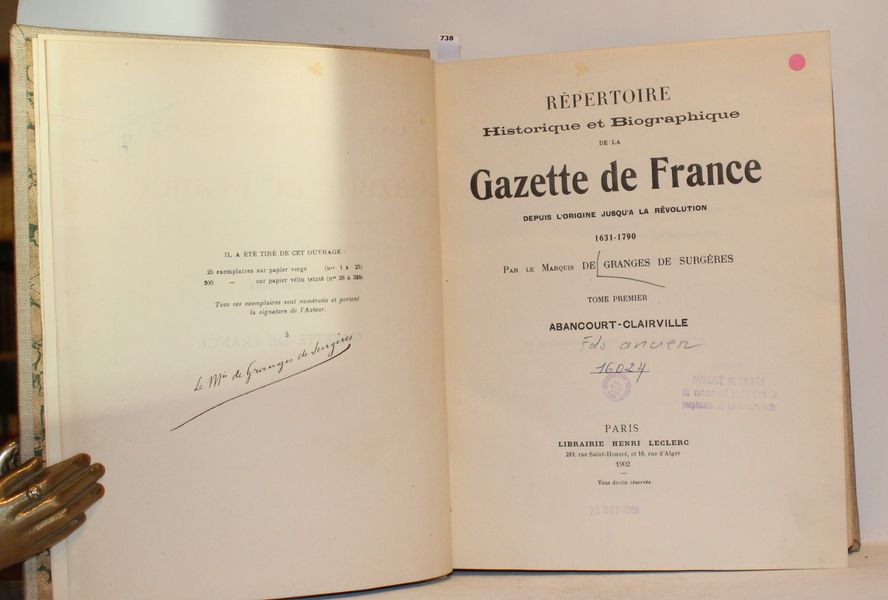 738
IL A ÉTÉ TIRÉ DE CET OUVRAGE :
25 exemplaires sur papier vergé (nos 1 à 25)
300 — sur papier vélin teinté (nos 26 à 325)
Tous ces exemplaires sont numérotés et portent
la signature de l'Auteur.
3
Le Mis de Granges de Surgères
RÉPERTOIRE
Historique et Biographique
DE LA
Gazette de France
DEPUIS L'ORIGINE JUSQU'A LA RÉVOLUTION
1631-1790
PAR LE MARQUIS DE GRANGES DE SURGÈRES
TOME PREMIER
ABANCOURT-CLAIRVILLE
Fds ancien
16024
PROPRIÉTÉ DE
PARIS
LIBRAIRIE HENRI LECLERC
219, rue Saint-Honoré, et 16, rue d'Alger
1902
—
Tous droits réservés